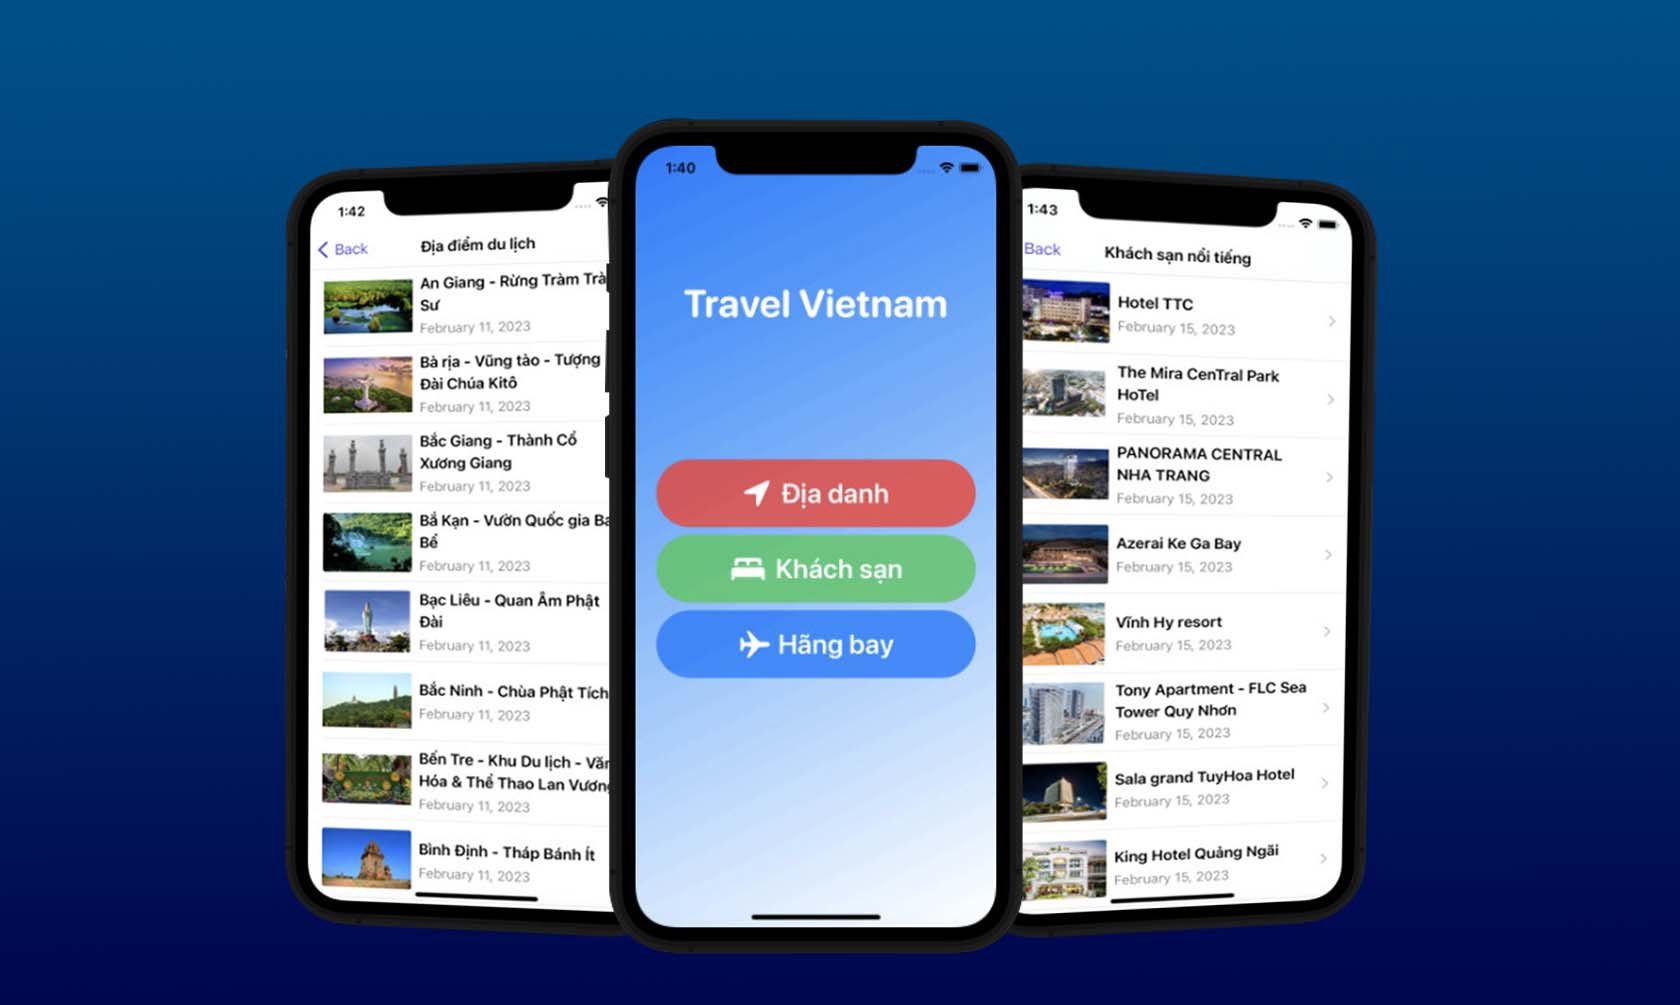 1:42
Back
Địa điểm du lịch
An Giang - Rừng Tràm Trà
Sư
February 11, 2023
Bà rịa - Vũng tào - Tượng
Đài Chúa Kitô
February 11, 2023
Bắc Giang - Thành Cổ
Xương Giang
February 11, 2023
Bắ Kạn - Vườn Quốc gia Ba
Bể
February 11, 2023
Bạc Liêu - Quan Âm Phật
Đài
February 11, 2023
Bắc Ninh - Chùa Phật Tích
February 11, 2023
Bến Tre - Khu Du lịch - Văn
Hóa & Thể Thao Lan Vương
February 11, 2023
Bình Định - Tháp Bánh Ít
February 11, 2023
1:40
Travel Vietnam
Địa danh
Khách sạn
Hãng bay
1:43
Back
Khách sạn nổi tiếng
Hotel TTC
February 15, 2023
The Mira CenTral Park
HoTel
February 15, 2023
PANORAMA CENTRAL
NHA TRANG
February 15, 2023
Azerai Ke Ga Bay
February 15, 2023
Vĩnh Hy resort
February 15, 2023
Tony Apartment - FLC Sea
Tower Quy Nhơn
February 15, 2023
Sala grand TuyHoa Hotel
February 15, 2023
King Hotel Quảng Ngãi
February 15, 2023